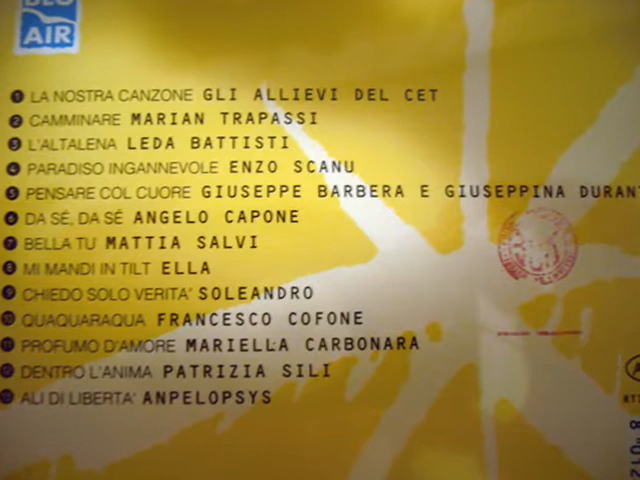 AIR
1 LA NOSTRA CANZONE GLI ALLIEVI DEL CET
2 CAMMINARE MARIAN TRAPASSI
3 L'ALTALENA LEDA BATTISTI
4 PARADISO INGANNEVOLE ENZO SCANU
5 PENSARE COL CUORE GIUSEPPE BARBERA E GIUSEPPINA DURAN
6 DA SÉ, DA SÉ ANGELO CAPONE
7 BELLA TU MATTIA SALVI
8 MI MANDI IN TILT ELLA
9 CHIEDO SOLO VERITA' SOLEANDRO
10 QUAQUARAQUA FRANCESCO COFONE
11 PROFUMO D'AMORE MARIELLA CARBONARA
12 DENTRO L'ANIMA PATRIZIA SILI
13 ALI DI LIBERTA' ANPELOPSYS